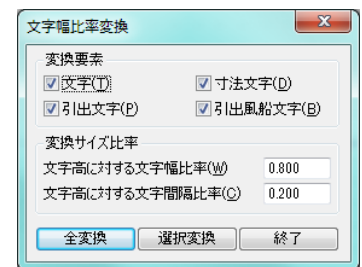 文字幅比率変換
変換要素
文字(T)
寸法文字(D)
引出文字(P)
引出風船文字(B)
変換サイズ比率
文字高に対する文字幅比率(W) 0.800
文字高に対する文字間隔比率(C) 0.200
全変換 選択変換 終了